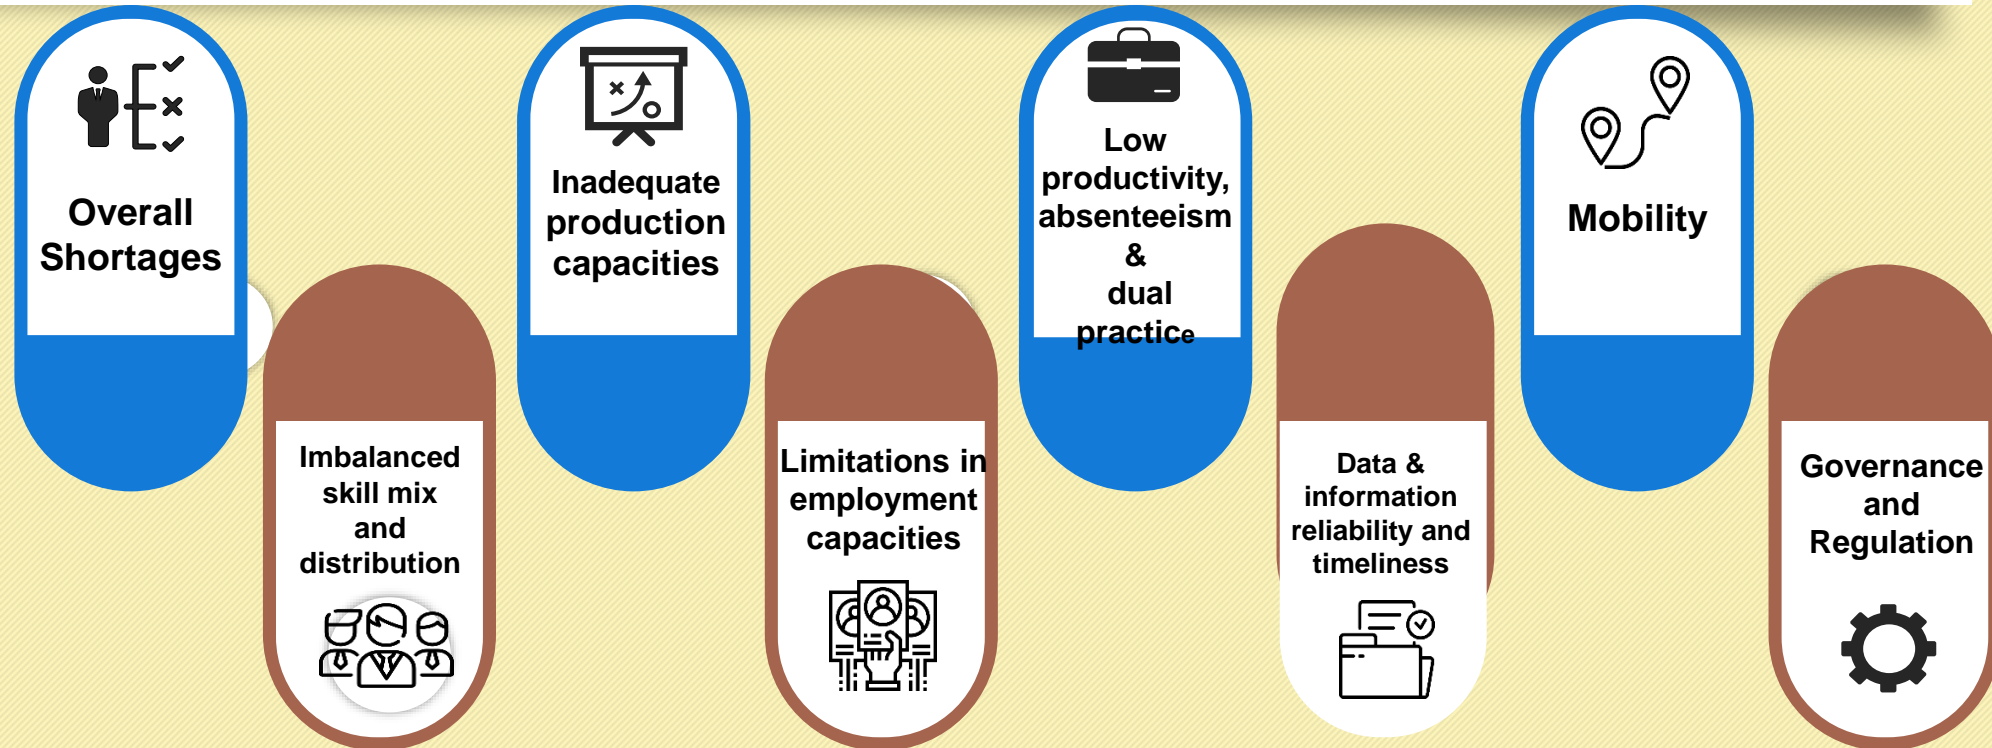 Overall
Shortages
Imbalanced
skill mix
and
distribution
Inadequate
production
capacities
Limitations in
employment
capacities
Low
productivity,
absenteeism
&
dual
practice
Data &
information
reliability and
timeliness
Mobility
Governance
and
Regulation